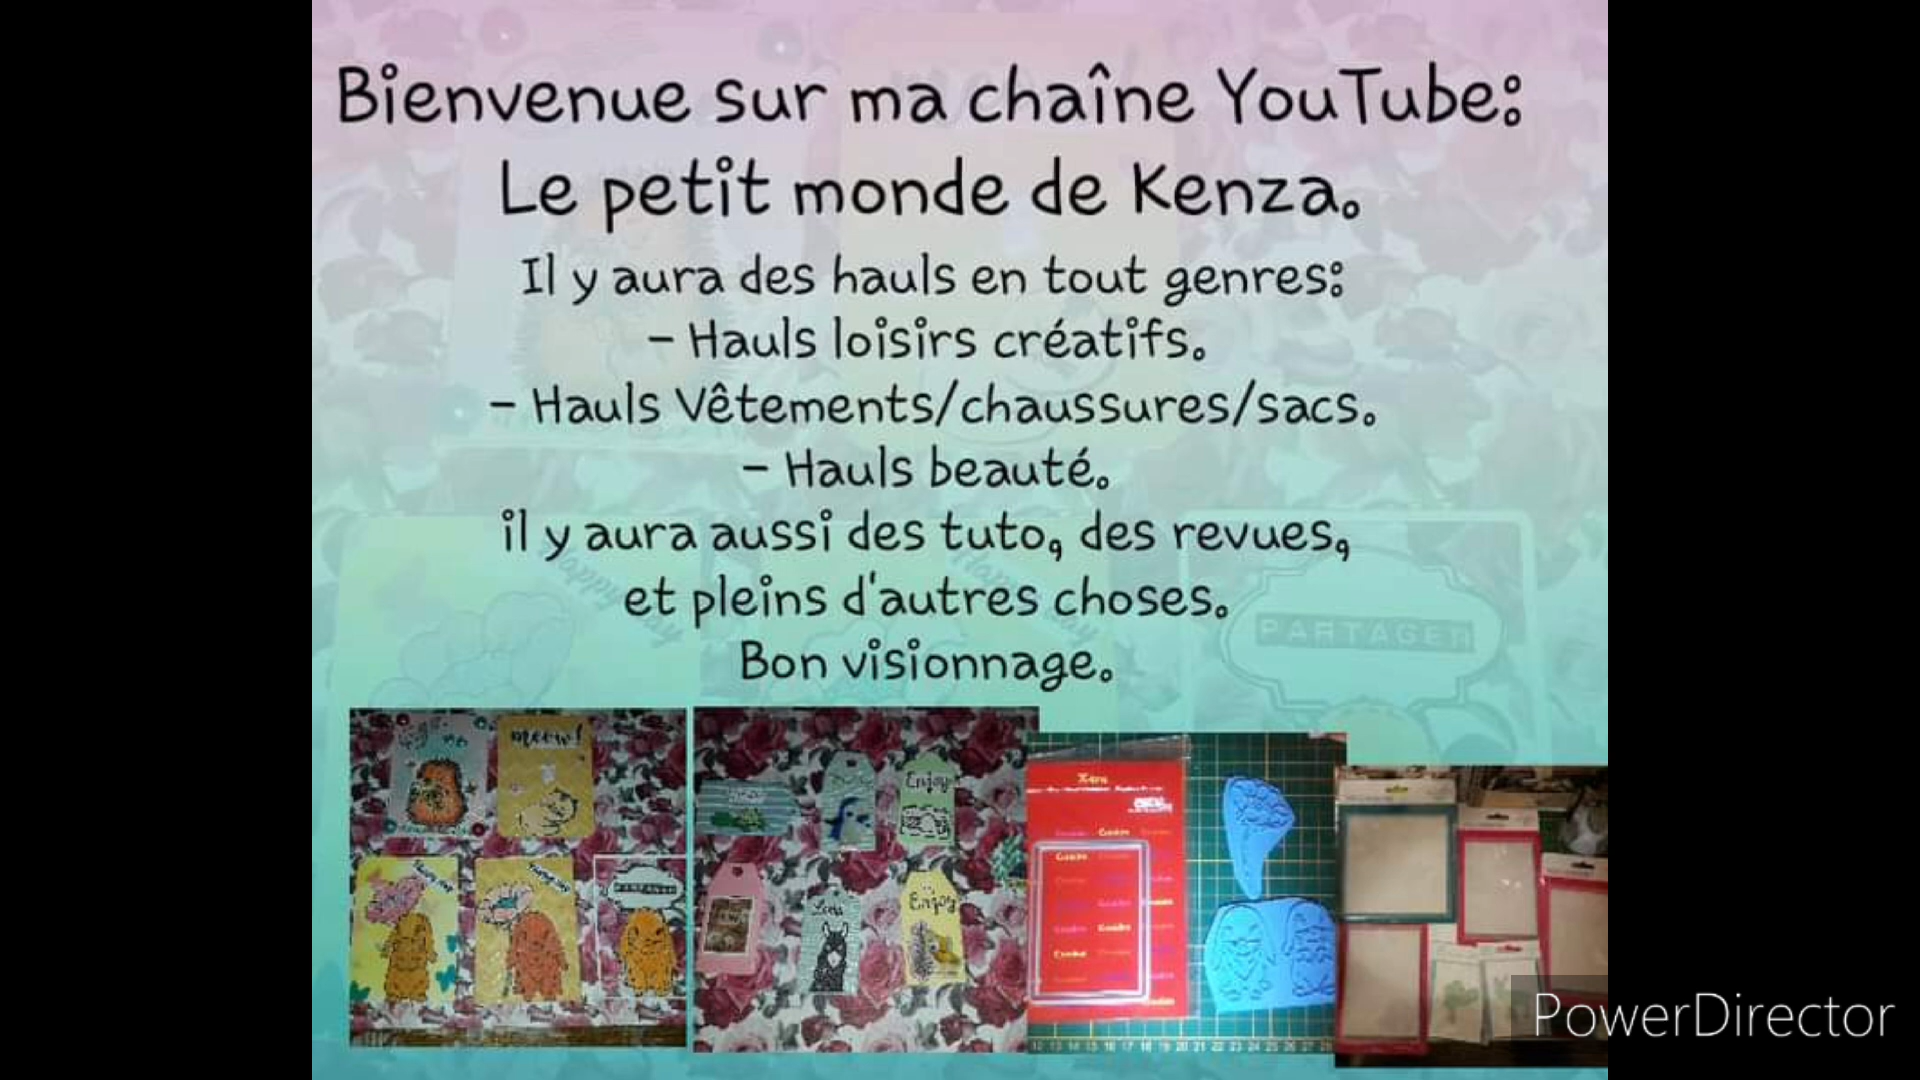 Bienvenue sur ma chaîne YouTube:
Le petit monde de Kenza.
Il y aura des hauls en tout genres:
- Hauls loisirs créatifs.
- Hauls Vêtements/chaussures/sacs.
- Hauls beauté.
il y aura aussi des tuto, des revues,
et pleins d'autres choses.
Bon visionnage.
PARTAGER
meow!
Enjoy
Enjoy
PowerDirector